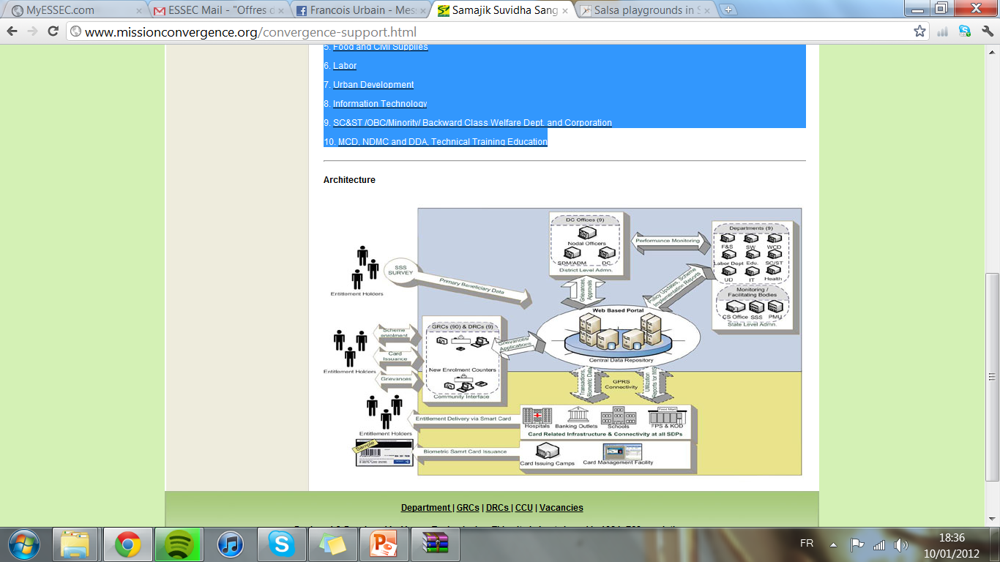 MyESSEC.com
ESSEC Mail - "Offres d
Francois Urbain - Mess
Samajik Suvidha Sang
Salsa playgrounds in S
www.missionconvergence.org/convergence-support.html
5. Food and CMI Supplies
6. Labor
7. Urban Development
8. Information Technology
9. SC&ST /OBC/Minority/ Backward Class Welfare Dept. and Corporation
10. MCD, NDMC and DDA, Technical Training Education
Architecture
DC Offices (9)
Nodal Officers
SDM/ADM
DC
District Level Admn.
Performance Monitoring
Departments (9)
F&S
SW
WCD
Labor Dept
Edu.
SC/ST
UD
IT
Health
Monitoring /
Facilitating Bodies
CS Office
SSS
PMU
State Level Admn.
SSS
SURVEY
Primary Beneficiary Data
Entitlement Holders
Grievances,
Approvals
Policy Updates, Scheme
Implementation Reports
Web Based Portal
Central Data Repository
GRCs (90) & DRCs (9)
New Enrolment Counters
Community Interface
Grievances/
Applications
Scheme
enrolment
Card
Issuance
Grievances
Entitlement Holders
Transactions,
Biometric Data
GPRS
Connectivity
Utilization
Reports for MIS
Entitlement Holders
Entitlement Delivery via Smart Card
Hospitals
Banking Outlets
Schools
Food Mart
FPS & KOD
Card Related Infrastructure & Connectivity at all SDPs
Sample
Biometric Samrt Card Issuance
Card Issuing Camps
Card Management Facility
Department | GRCs | DRCs | CCU | Vacancies
FR
18:36
10/01/2012